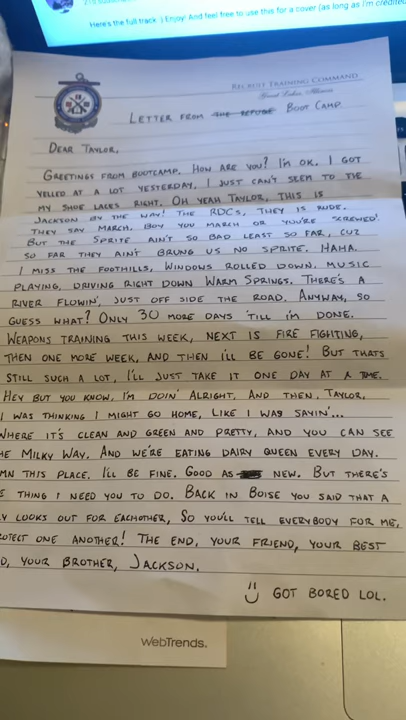 Here's the full track :) Enjoy! And feel free to use this for a cover (as long as I'm credited
RECRUIT TRAINING COMMAND
Great Lakes, Illinois
LETTER FROM THE REFUGE BOOT CAMP
DEAR TAYLOR,
GREETINGS FROM BOOTCAMP. HOW ARE YOU? I'M OK. I GOT
YELLED AT A LOT YESTERDAY. I JUST CAN'T SEEM TO TIE
MY SHOE LACES RIGHT. OH YEAH TAYLOR, THIS IS
JACKSON BY THE WAY! THE RDCS, THEY IS RUDE.
THEY SAY MARCH, BOY YOU MARCH OR YOU'RE SCREWED!
BUT THE SPRITE AIN'T SO BAD LEAST SO FAR, CUZ
SO FAR THEY AIN'T BRUNG US NO SPRITE. HAHA.
I MISS THE FOOTHILLS, WINDOWS ROLLED DOWN, MUSIC
PLAYING, DRIVING RIGHT DOWN WARM SPRINGS. THERE'S A
RIVER FLOWIN', JUST OFF SIDE THE ROAD. ANYWAY, SO
GUESS WHAT? ONLY 30 MORE DAYS 'TILL I'M DONE.
WEAPONS TRAINING THIS WEEK, NEXT IS FIRE FIGHTING,
THEN ONE MORE WEEK, AND THEN I'LL BE GONE! BUT THATS
STILL SUCH A LOT, I'LL JUST TAKE IT ONE DAY AT A TIME.
HEY BUT YOU KNOW, I'M DOIN' ALRIGHT. AND THEN, TAYLOR,
I WAS THINKING I MIGHT GO HOME, LIKE I WAS SAYIN'...
WHERE IT'S CLEAN AND GREEN AND PRETTY, AND YOU CAN SEE
HE MILKY WAY. AND WE'RE EATING DAIRY QUEEN EVERY DAY.
MN THIS PLACE. I'LL BE FINE. GOOD AS NEW. BUT THERE'S
E THING I NEED YOU TO DO. BACK IN BOISE YOU SAID THAT A
Y LOOKS OUT FOR EACHOTHER, SO YOU'LL TELL EVERYBODY FOR ME,
OTECT ONE ANOTHER! THE END, YOUR FRIEND, YOUR BEST
D, YOUR BROTHER, JACKSON.
GOT BORED LOL.
WebTrends.